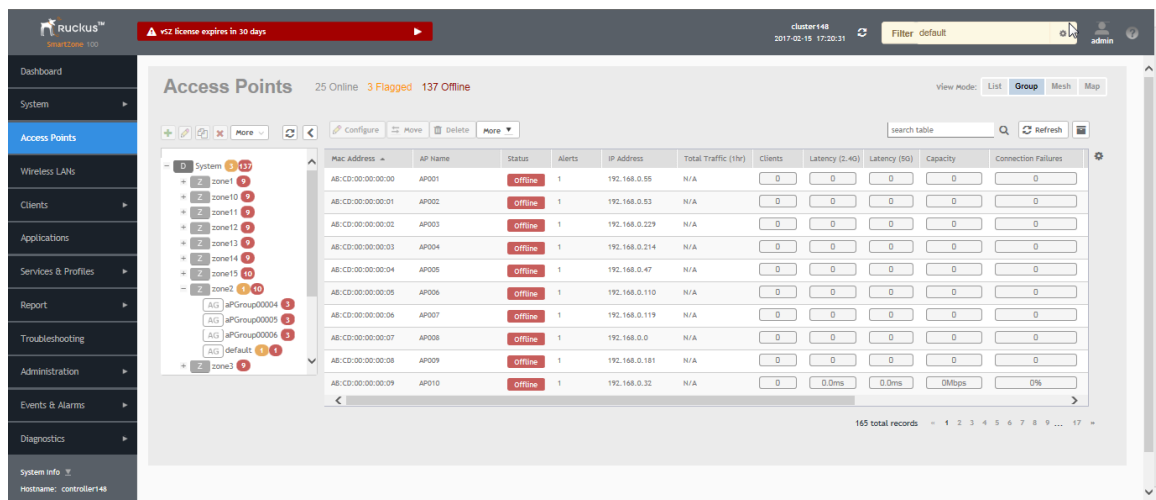 Ruckus™
SmartZone 100
vSZ license expires in 30 days
cluster148
2017-02-15 17:20:31
Filter default
admin
Dashboard
System
Access Points
Wireless LANs
Clients
Applications
Services & Profiles
Report
Troubleshooting
Administration
Events & Alarms
Diagnostics
System Info
Hostname: controller148
Access Points 25 Online 3 Flagged 137 Offline
View Mode: List Group Mesh Map
More
Configure Move Delete More
search table
Refresh
D System 3 137
Z zone1 9
Z zone10 9
Z zone11 9
Z zone12 9
Z zone13 9
Z zone14 9
Z zone15 10
Z zone2 1 10
AG aPGroup00004 3
AG aPGroup00005 3
AG aPGroup00006 3
AG default 1 1
Z zone3 9
Mac Address AP Name Status Alerts IP Address Total Traffic (1hr) Clients Latency (2.4G) Latency (5G) Capacity Connection Failures
AB:CD:00:00:00:00 AP001 Offline 1 192.168.0.55 N/A 0 0 0 0 0
AB:CD:00:00:00:01 AP002 Offline 1 192.168.0.53 N/A 0 0 0 0 0
AB:CD:00:00:00:02 AP003 Offline 1 192.168.0.229 N/A 0 0 0 0 0
AB:CD:00:00:00:03 AP004 Offline 1 192.168.0.214 N/A 0 0 0 0 0
AB:CD:00:00:00:04 AP005 Offline 1 192.168.0.47 N/A 0 0 0 0 0
AB:CD:00:00:00:05 AP006 Offline 1 192.168.0.110 N/A 0 0 0 0 0
AB:CD:00:00:00:06 AP007 Offline 1 192.168.0.119 N/A 0 0 0 0 0
AB:CD:00:00:00:07 AP008 Offline 1 192.168.0.0 N/A 0 0 0 0 0
AB:CD:00:00:00:08 AP009 Offline 1 192.168.0.181 N/A 0 0 0 0 0
AB:CD:00:00:00:09 AP010 Offline 1 192.168.0.32 N/A 0 0.0ms 0.0ms 0Mbps 0%
165 total records « 1 2 3 4 5 6 7 8 9 ... 17 »